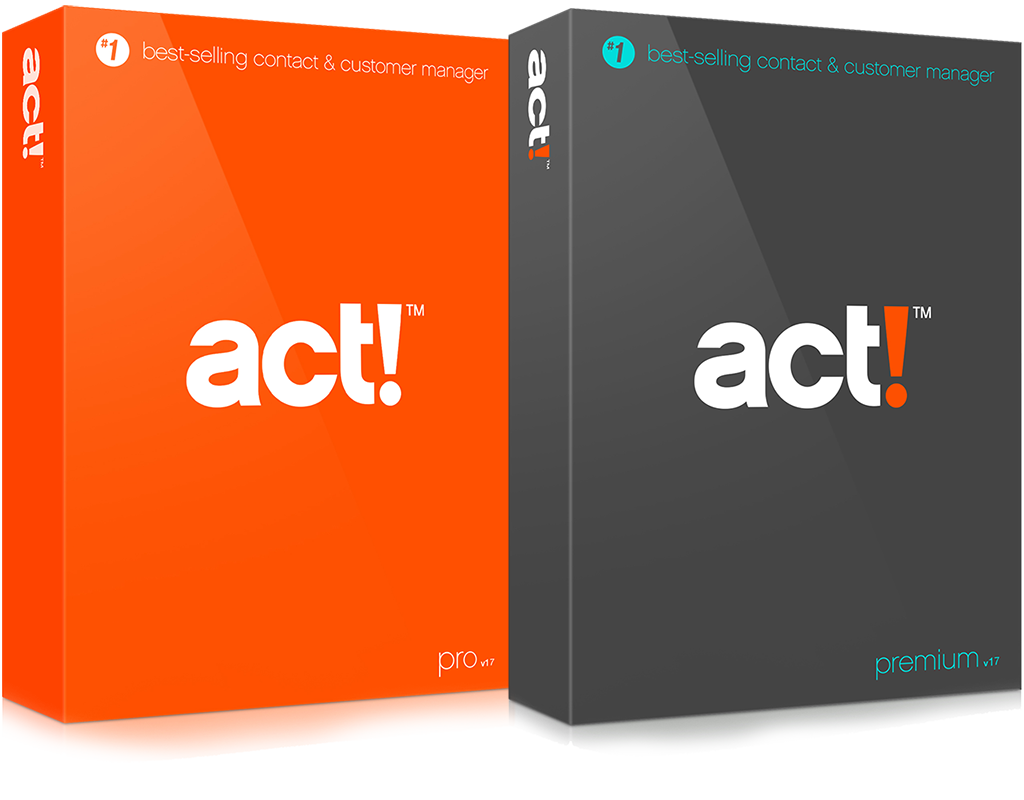 act!™
#1 best-selling contact & customer manager
act!™
pro v17
act!™
#1 best-selling contact & customer manager
act!™
premium v17